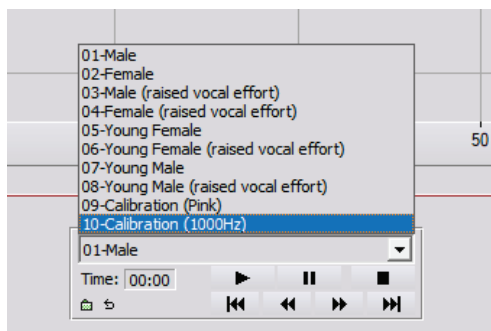 01-Male
02-Female
03-Male (raised vocal effort)
04-Female (raised vocal effort)
05-Young Female
06-Young Female (raised vocal effort)
07-Young Male
08-Young Male (raised vocal effort)
09-Calibration (Pink)
10-Calibration (1000Hz)
50
01-Male
Time: 00:00